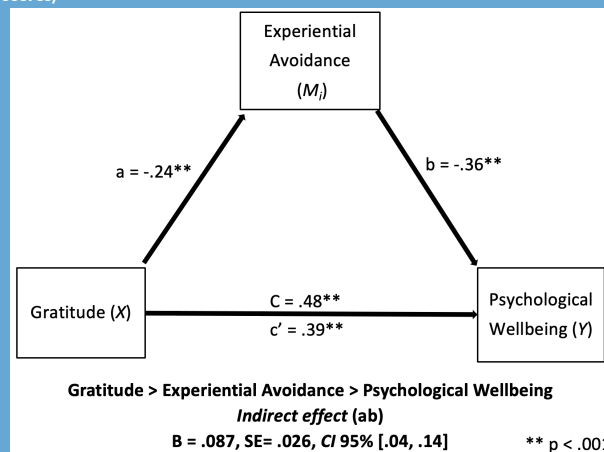 Experiential
Avoidance
(Mi)
a = -.24**
b = -.36**
Gratitude (X)
C = .48**
c’ = .39**
Psychological
Wellbeing (Y)
Gratitude > Experiential Avoidance > Psychological Wellbeing
Indirect effect (ab)
B = .087, SE= .026, CI 95% [.04, .14]
** p < .001